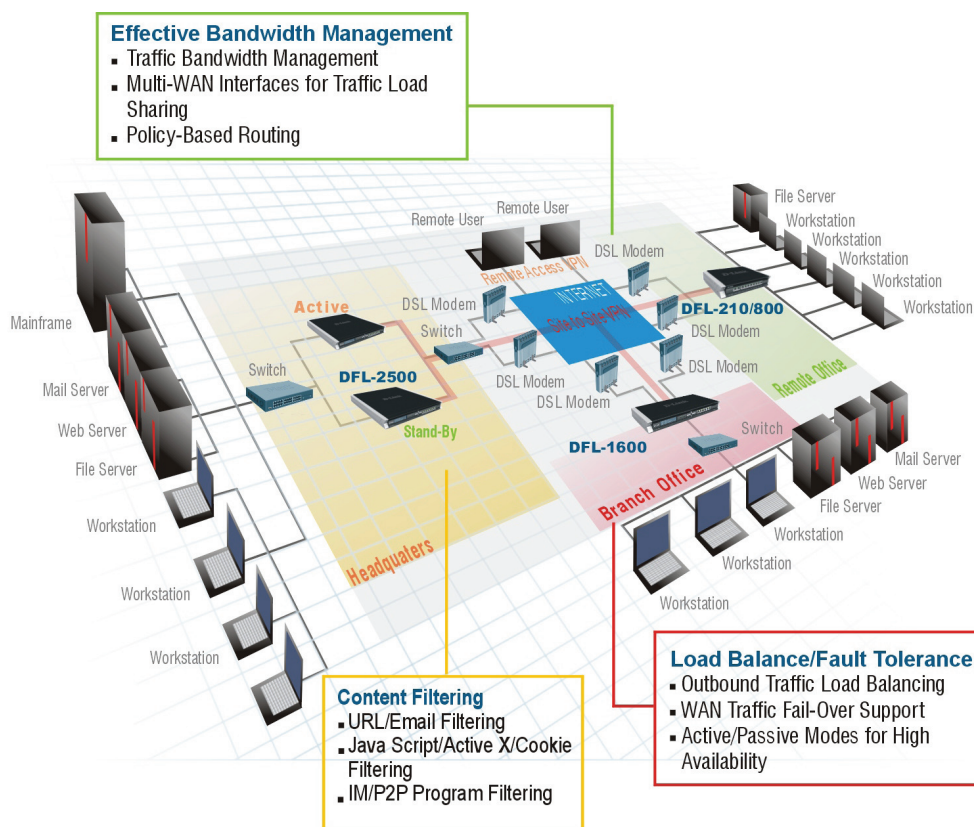 Effective Bandwidth Management
▪ Traffic Bandwidth Management
▪ Multi-WAN Interfaces for Traffic Load
Sharing
▪ Policy-Based Routing
Remote User
Remote User
File Server
Workstation
Workstation
Workstation
Workstation
Workstation
DSL Modem
Remote Access VPN
INTERNET
Site-to-Site VPN
DFL-210/800
Mainframe
Active
DSL Modem
Switch
DSL Modem
Switch
DFL-2500
DSL Modem
DSL Modem
DSL Modem
Remote Office
Mail Server
Stand-By
Web Server
DFL-1600
Switch
File Server
Mail Server
Web Server
File Server
Branch Office
Headquaters
Workstation
Workstation
Workstation
Workstation
Workstation
Workstation
Load Balance/Fault Tolerance
▪ Outbound Traffic Load Balancing
▪ WAN Traffic Fail-Over Support
▪ Active/Passive Modes for High
Availability
Content Filtering
▪ URL/Email Filtering
▪ Java Script/Active X/Cookie
Filtering
▪ IM/P2P Program Filtering